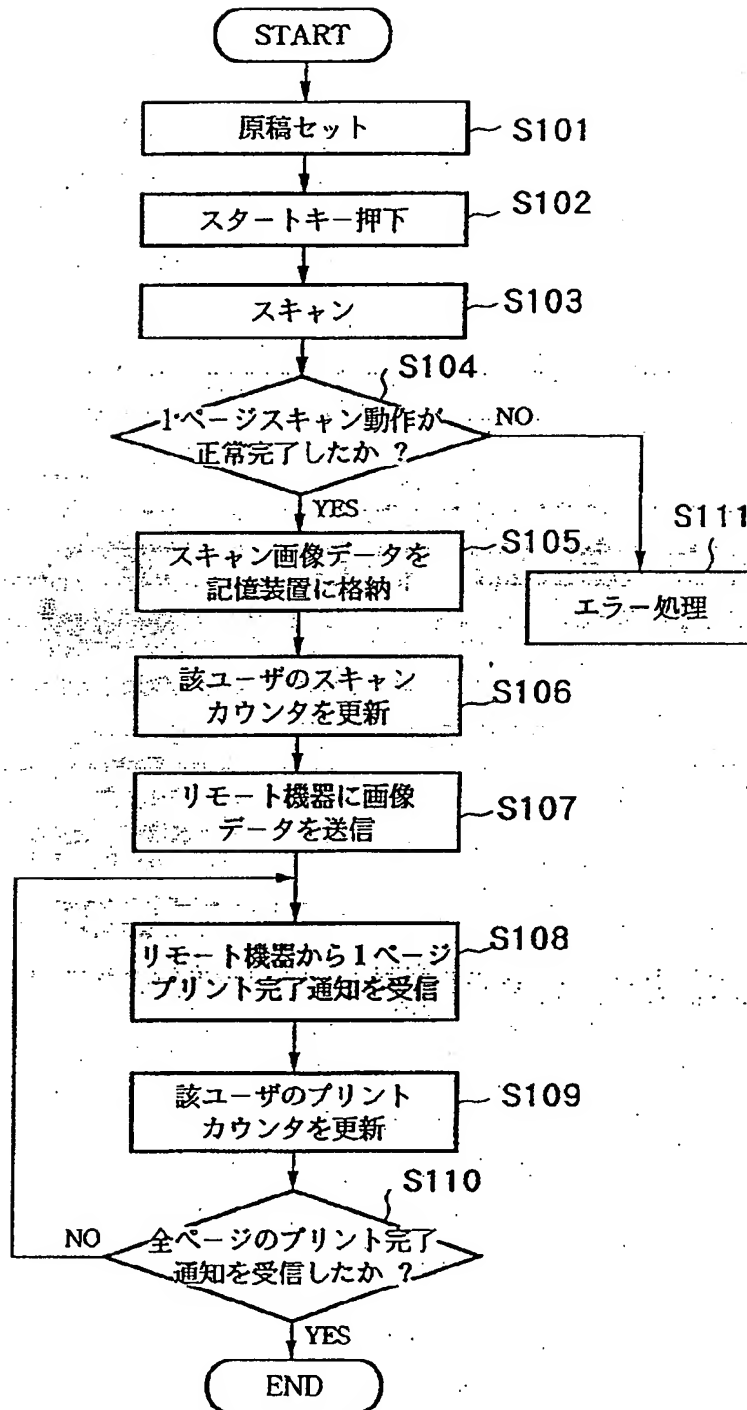 START
原稿セット
S101
スタートキー押下
S102
スキャン
S103
S104
1ページスキャン動作が
正常完了したか ?
NO
YES
スキャン画像データを
記憶装置に格納
S105
S111
エラー処理
該ユーザのスキャン
カウンタを更新
S106
リモート機器に画像
データを送信
S107
リモート機器から1ページ
プリント完了通知を受信
S108
該ユーザのプリント
カウンタを更新
S109
S110
全ページのプリント完了
通知を受信したか ?
NO
YES
END